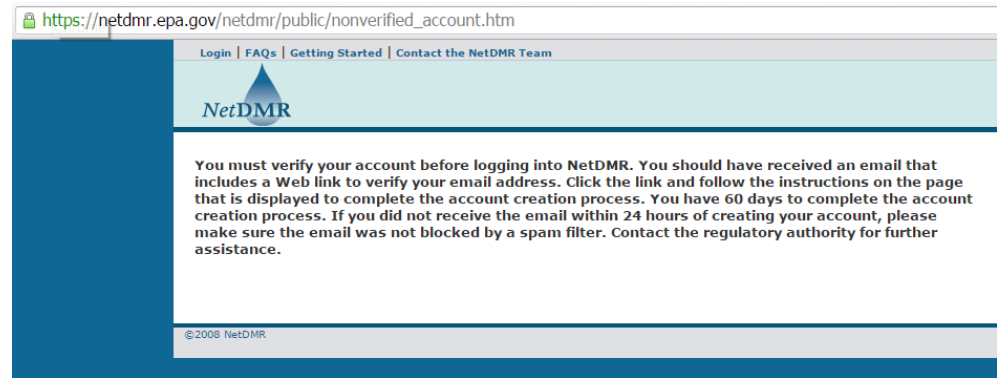 https://netdmr.epa.gov/netdmr/public/nonverified_account.htm
Login | FAQs | Getting Started | Contact the NetDMR Team
NetDMR
You must verify your account before logging into NetDMR. You should have received an email that
includes a Web link to verify your email address. Click the link and follow the instructions on the page
that is displayed to complete the account creation process. You have 60 days to complete the account
creation process. If you did not receive the email within 24 hours of creating your account, please
make sure the email was not blocked by a spam filter. Contact the regulatory authority for further
assistance.
©2008 NetDMR